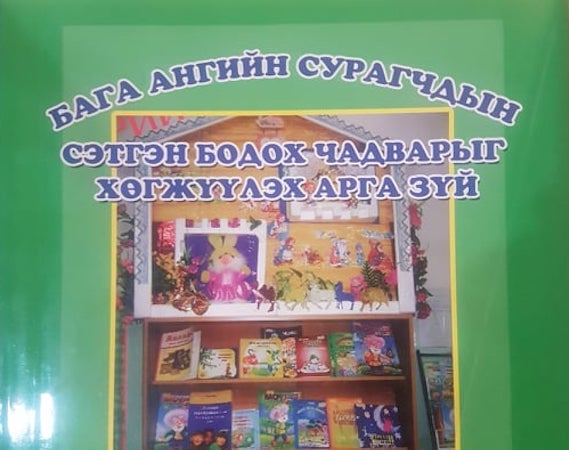 БАГА АНГИЙН СУРАГЧДЫН
СЭТГЭН БОДОХ ЧАДВАРЫГ
ХӨГЖҮҮЛЭХ АРГА ЗҮЙ